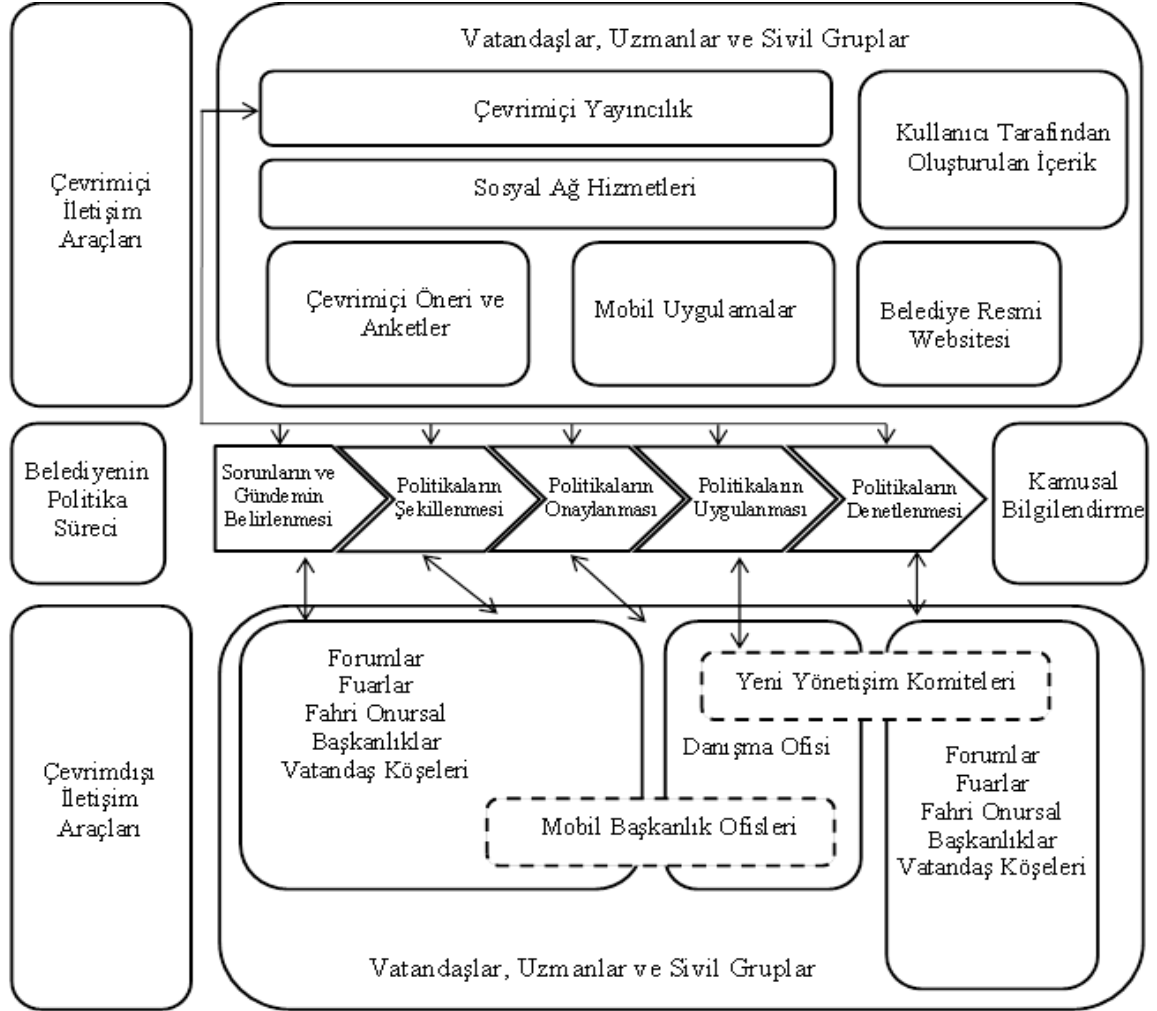 Vatandaşlar, Uzmanlar ve Sivil Gruplar
Çevrimiçi
İletişim
Araçları
Çevrimiçi Yayıncılık
Sosyal Ağ Hizmetleri
Kullanıcı Tarafından
Oluşturulan İçerik
Çevrimiçi Öneri ve
Anketler
Mobil Uygulamalar
Belediye Resmi
Websitesi
Belediyenin
Politika
Süreci
Sorunların ve
Gündemin
Belirlenmesi
Politikaların
Şekillenmesi
Politikaların
Onaylanması
Politikaların
Uygulanması
Politikaların
Denetlenmesi
Kamusal
Bilgilendirme
Çevrimdışı
İletişim
Araçları
Forumlar
Fuarlar
Fahri Onursal
Başkanlıklar
Vatandaş Köşeleri
Yeni Yönetişim Komiteleri
Danışma Ofisi
Mobil Başkanlık Ofisleri
Forumlar
Fuarlar
Fahri Onursal
Başkanlıklar
Vatandaş Köşeleri
Vatandaşlar, Uzmanlar ve Sivil Gruplar